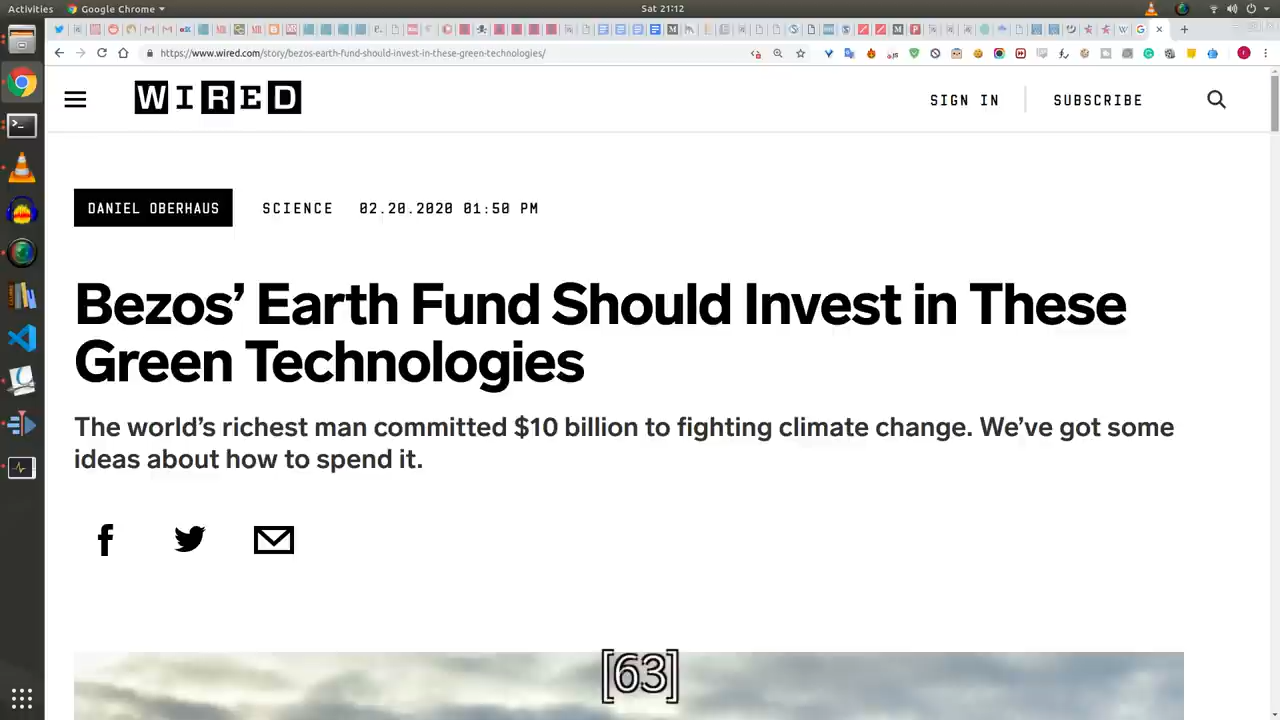 Activities
Google Chrome
Sat 21:12
https://www.wired.com/story/bezos-earth-fund-should-invest-in-these-green-technologies/
WIRED
SIGN IN
SUBSCRIBE
DANIEL OBERHAUS
SCIENCE
02.20.2020 01:50 PM
Bezos’ Earth Fund Should Invest in These
Green Technologies
The world’s richest man committed $10 billion to fighting climate change. We’ve got some
ideas about how to spend it.
[63]